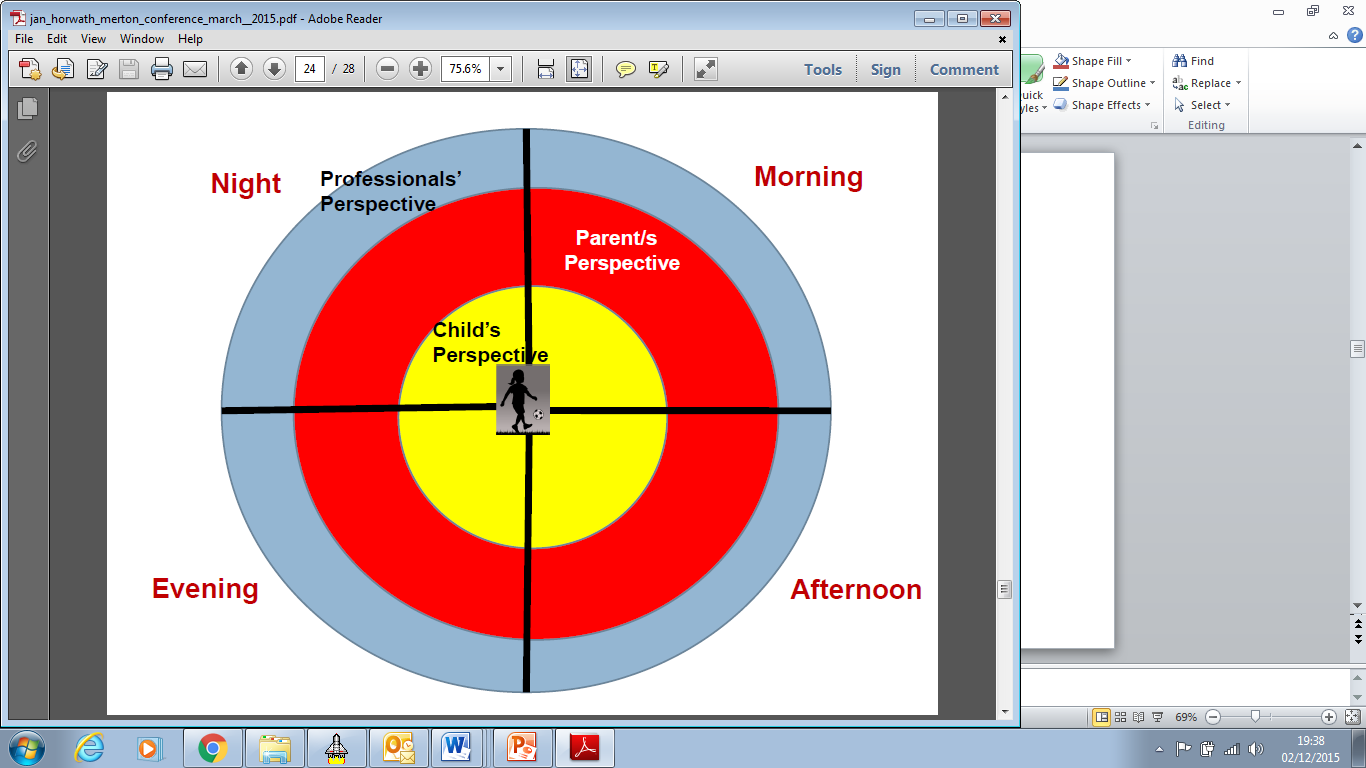 jan_horwath_merton_conference_march__2015.pdf - Adobe Reader
File Edit View Window Help
24 / 28
75.6%
Tools Sign Comment
Night
Professionals'
Perspective
Morning
Parent/s
Perspective
Child's
Perspective
Evening
Afternoon
Shape Fill
Shape Outline
Shape Effects
Find
Replace
Select
Editing
69%
19:38
02/12/2015